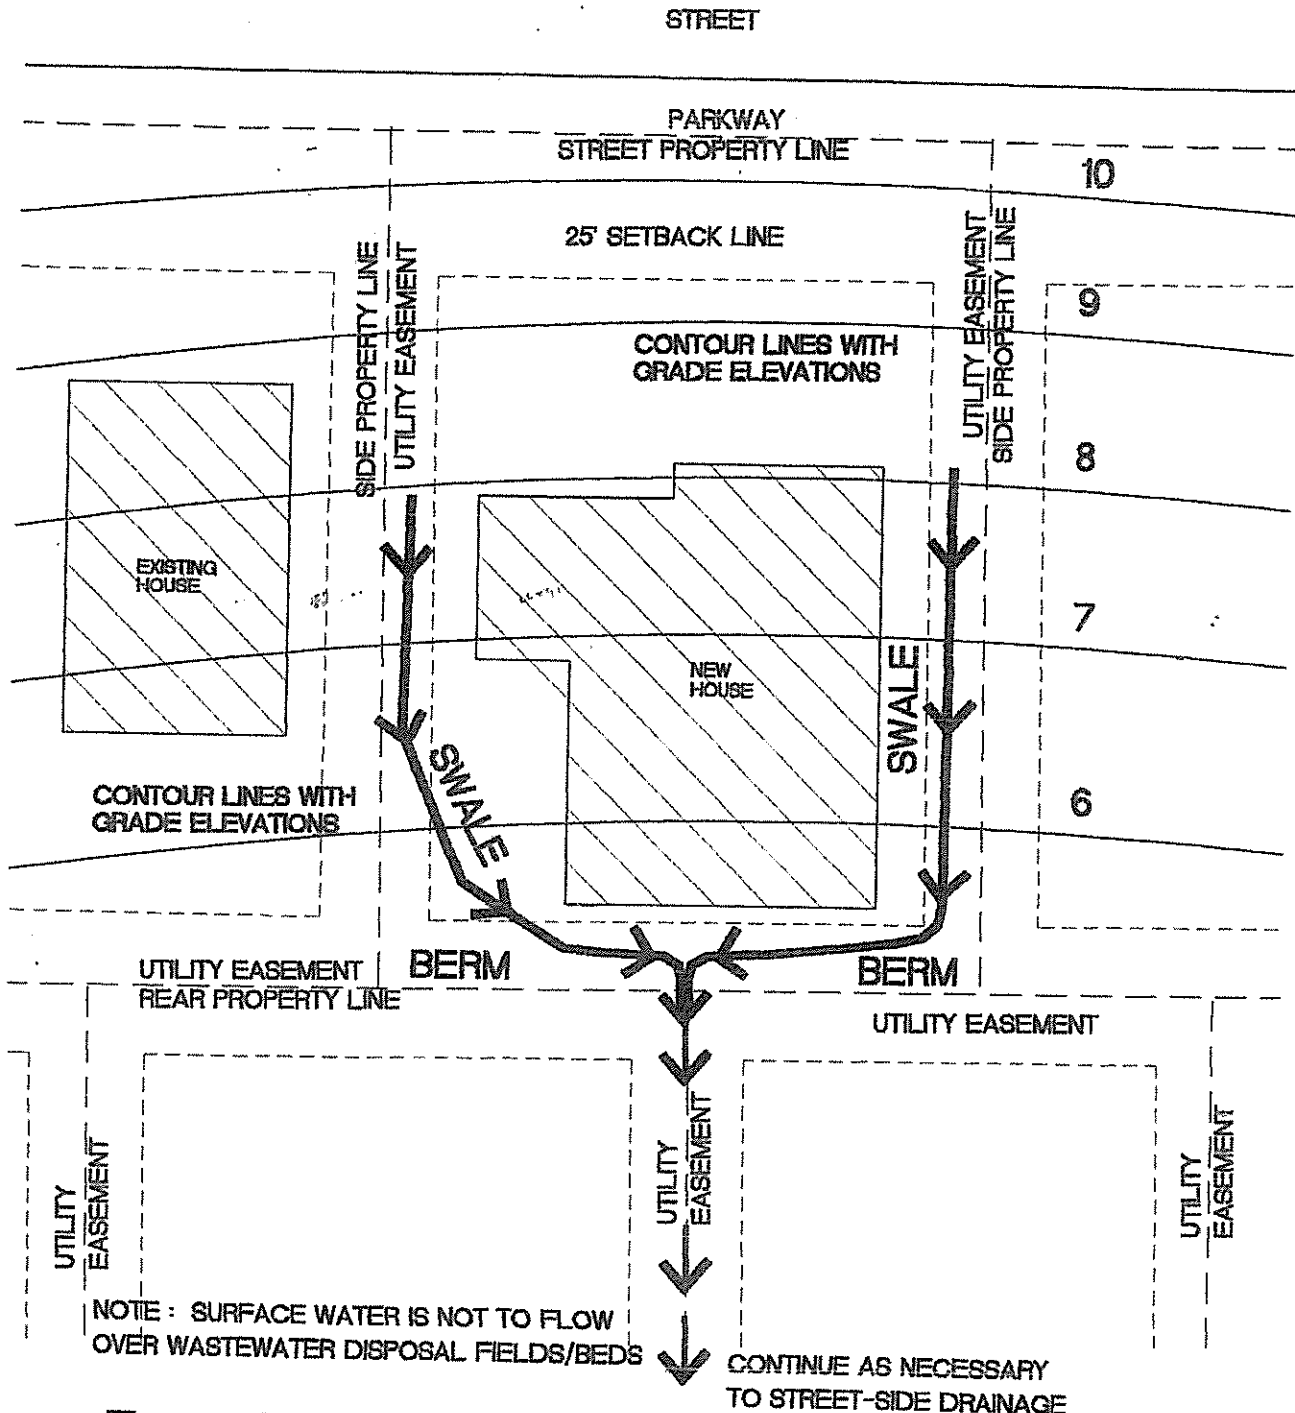 STREET
PARKWAY
STREET PROPERTY LINE
10
25' SETBACK LINE
SIDE PROPERTY LINE
UTILITY EASEMENT
UTILITY EASEMENT
SIDE PROPERTY LINE
9
CONTOUR LINES WITH
GRADE ELEVATIONS
8
EXISTING
HOUSE
7
NEW
HOUSE
SWALE
SWALE
CONTOUR LINES WITH
GRADE ELEVATIONS
6
UTILITY EASEMENT
REAR PROPERTY LINE
BERM
BERM
UTILITY EASEMENT
UTILITY
EASEMENT
UTILITY
EASEMENT
UTILITY
EASEMENT
NOTE : SURFACE WATER IS NOT TO FLOW
OVER WASTEWATER DISPOSAL FIELDS/BEDS
CONTINUE AS NECESSARY
TO STREET-SIDE DRAINAGE